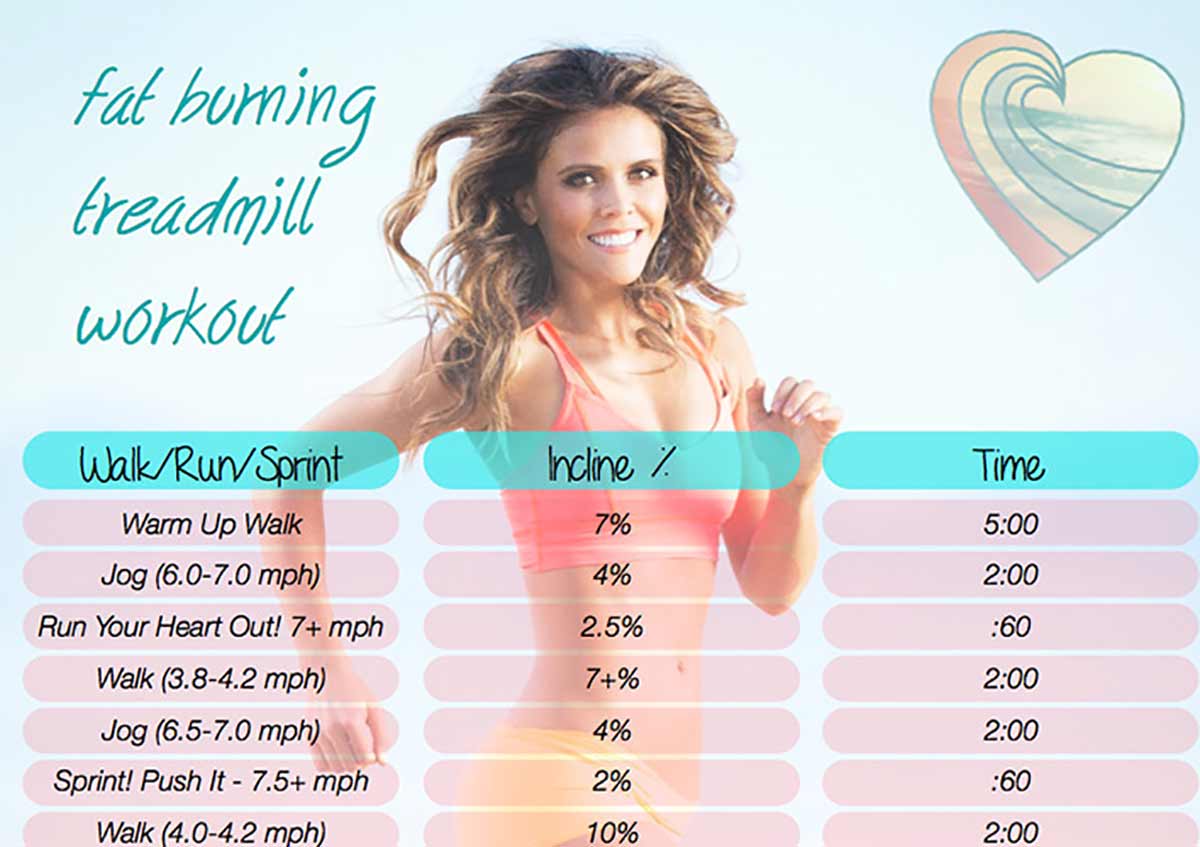 fat burning
treadmill
workout
Walk/Run/Sprint Incline % Time
Warm Up Walk 7% 5:00
Jog (6.0-7.0 mph) 4% 2:00
Run Your Heart Out! 7+ mph 2.5% :60
Walk (3.8-4.2 mph) 7+% 2:00
Jog (6.5-7.0 mph) 4% 2:00
Sprint! Push It - 7.5+ mph 2% :60
Walk (4.0-4.2 mph) 10% 2:00